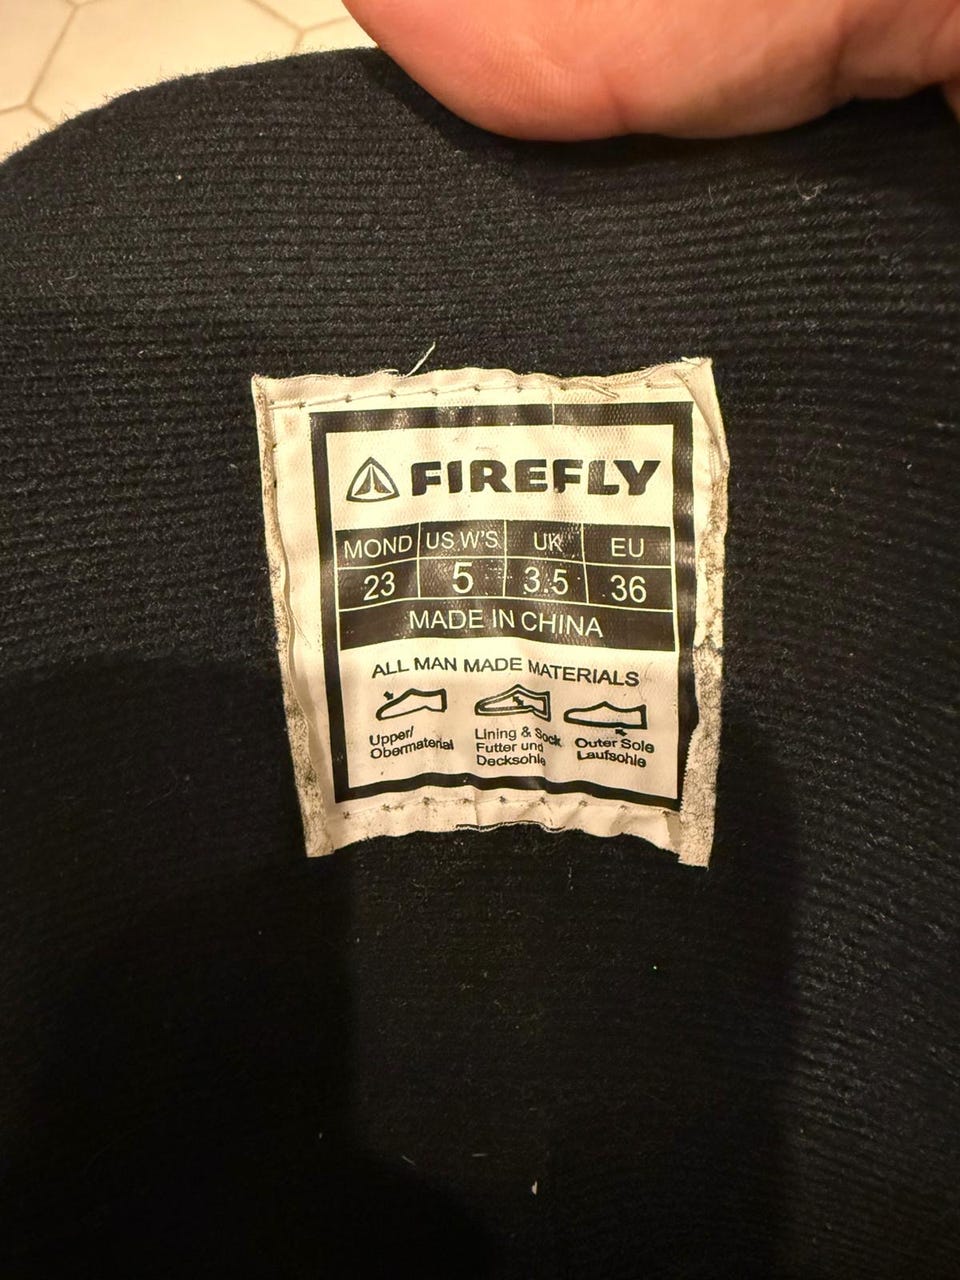 FIREFLY
MOND US W'S UK EU
23 5 3.5 36
MADE IN CHINA
ALL MAN MADE MATERIALS
Upper/
Obermaterial
Lining & Sock
Futter und
Decksohle
Outer Sole
Laufsohle